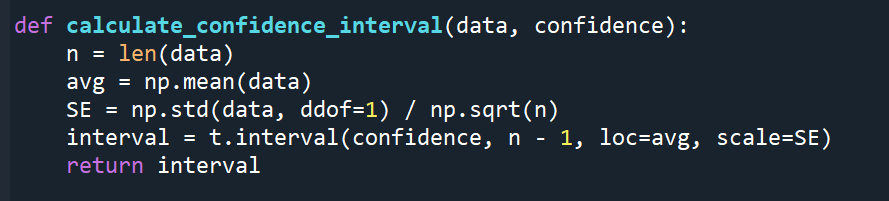 def calculate_confidence_interval(data, confidence):
    n = len(data)
    avg = np.mean(data)
    SE = np.std(data, ddof=1) / np.sqrt(n)
    interval = t.interval(confidence, n - 1, loc=avg, scale=SE)
    return interval